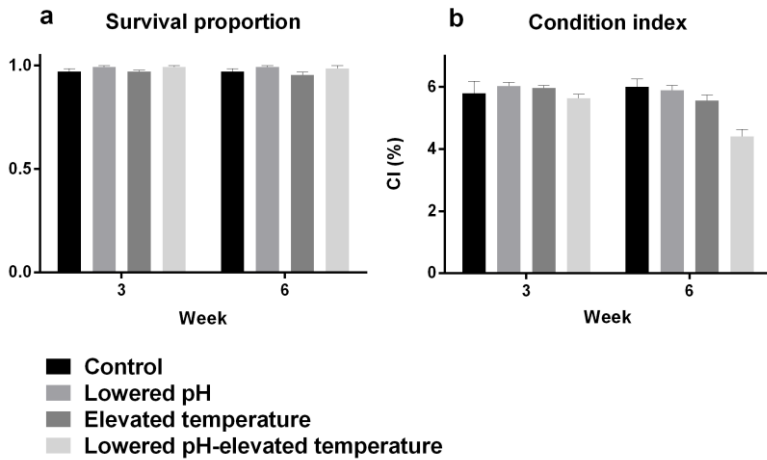 a
Survival proportion
1.0
0.5
0.0
3
6
Week
b
Condition index
CI (%)
6
4
2
0
3
6
Week
Control
Lowered pH
Elevated temperature
Lowered pH-elevated temperature